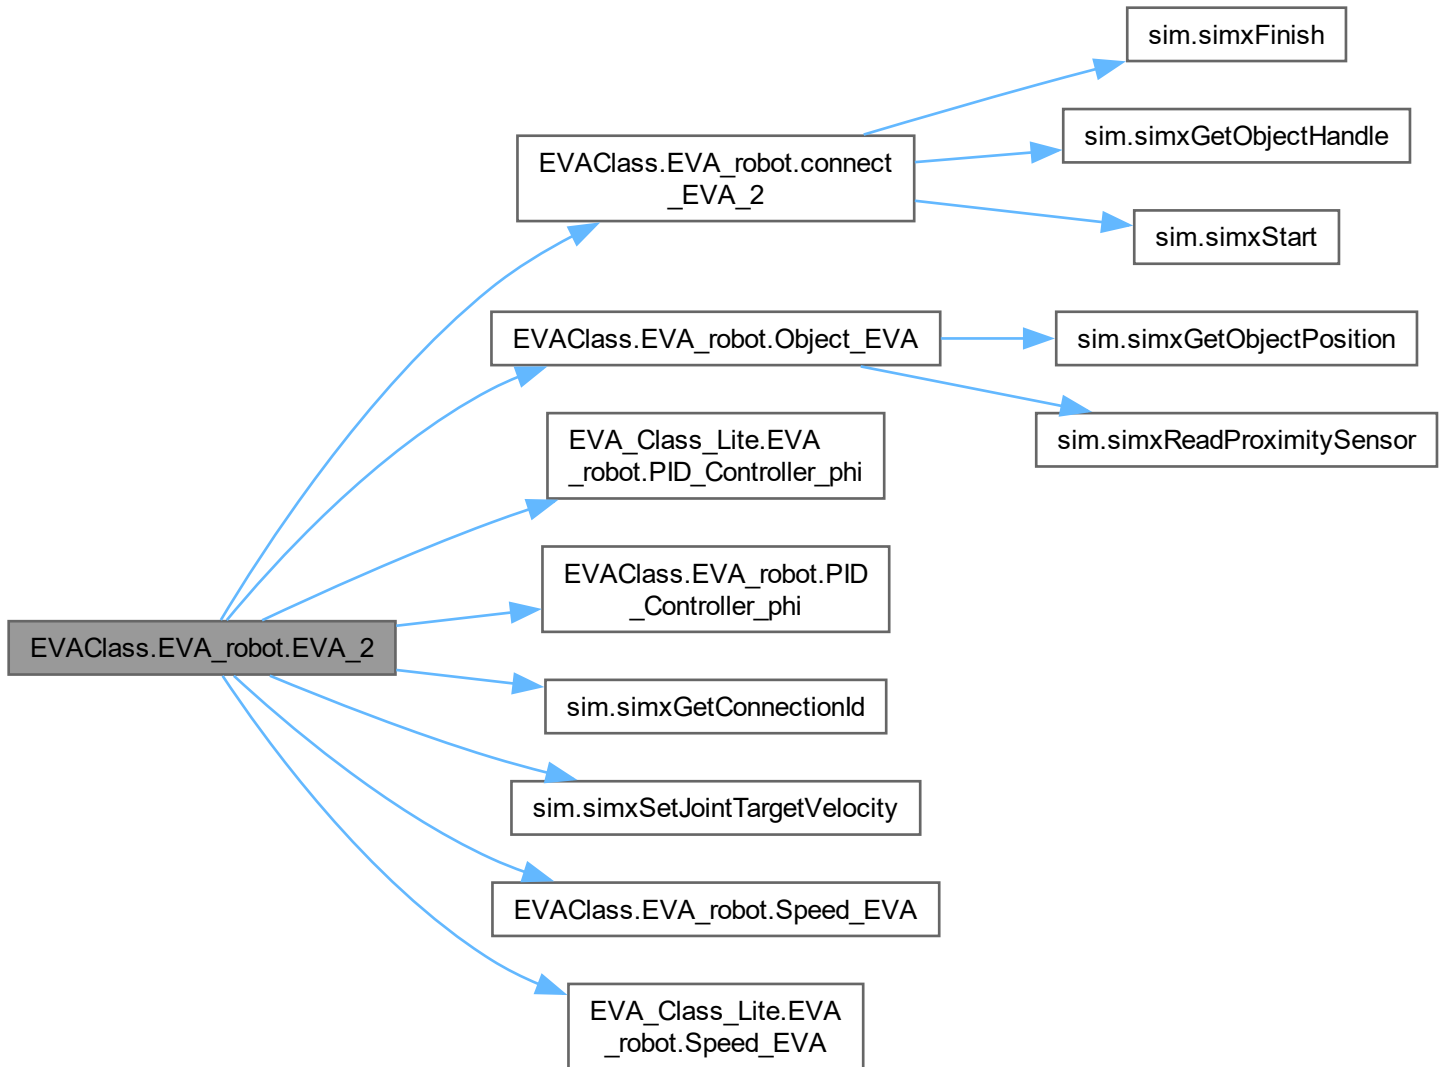 sim.simxFinish
sim.simxGetObjectHandle
EVAClass.EVA_robot.connect
_EVA_2
sim.simxStart
EVAClass.EVA_robot.Object_EVA
sim.simxGetObjectPosition
sim.simxReadProximitySensor
EVA_Class_Lite.EVA
_robot.PID_Controller_phi
EVAClass.EVA_robot.PID
_Controller_phi
EVAClass.EVA_robot.EVA_2
sim.simxGetConnectionId
sim.simxSetJointTargetVelocity
EVAClass.EVA_robot.Speed_EVA
EVA_Class_Lite.EVA
_robot.Speed_EVA